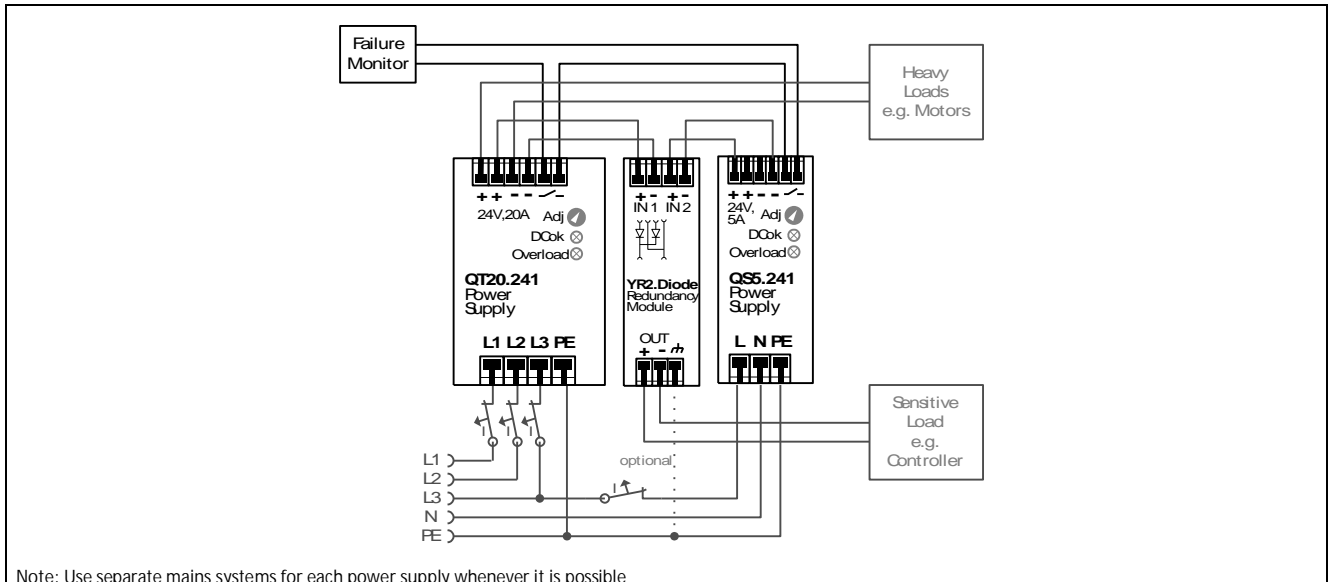 Failure
Monitor
Heavy
Loads
e.g. Motors
+ + - -
24V,20A
Adj
DCok
Overload
QT20.241
Power
Supply
L1 L2 L3 PE
+ - + -
IN 1 IN 2
YR2.Diode
Redundancy
Module
OUT
+ -
+ + - -
24V,
5A
Adj
DCok
Overload
QS5.241
Power
Supply
L N PE
Sensitive
Load
e.g.
Controller
I
I
I
I
optional
L1
L2
L3
N
PE
Note: Use separate mains systems for each power supply whenever it is possible